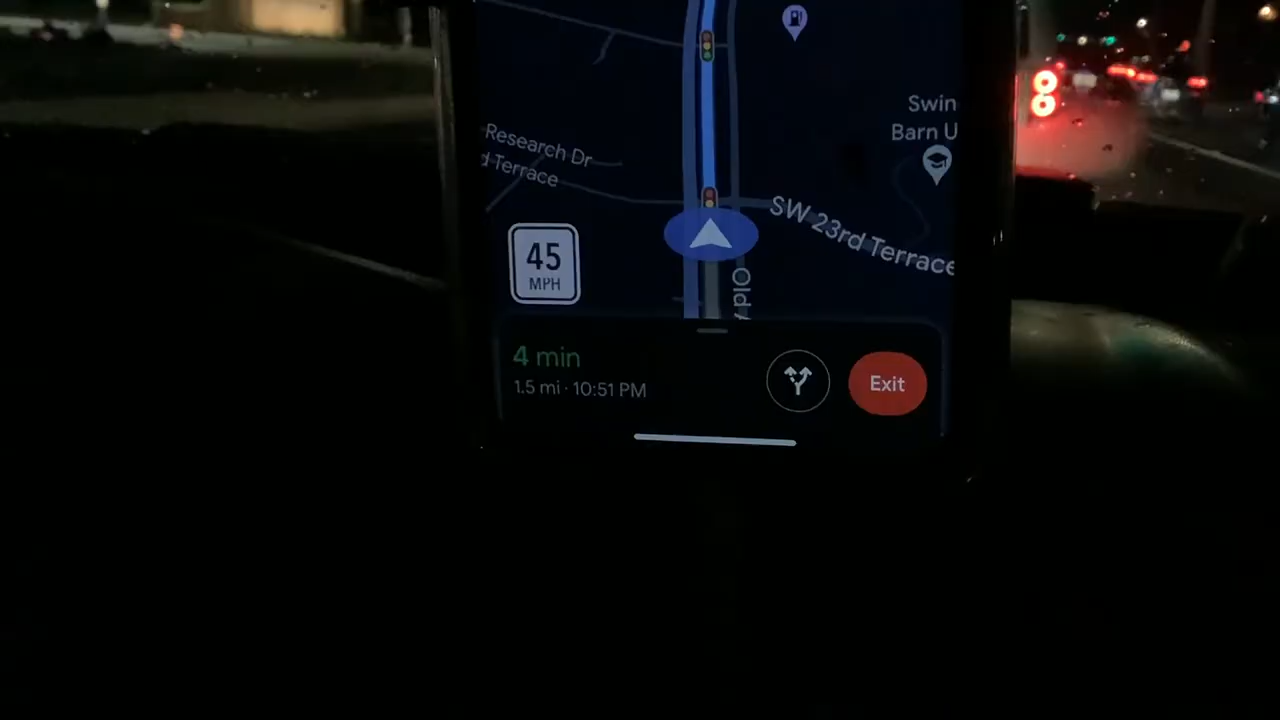 Swin
Barn U
Research Dr
d Terrace
SW 23rd Terrace
45
MPH
Old
4 min
1.5 mi · 10:51 PM
Exit